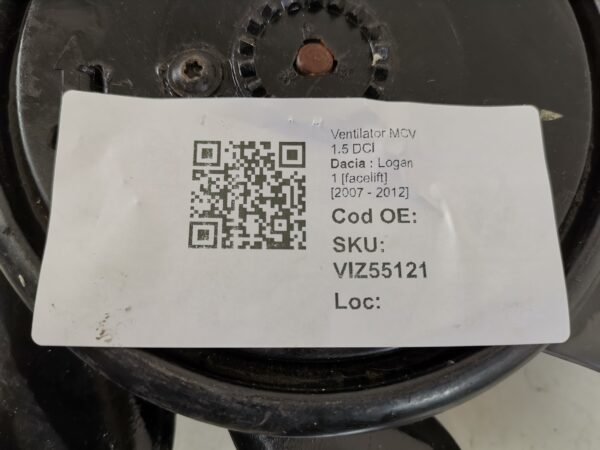 Ventilator MCV
1.5 DCI
Dacia : Logan
1 [facelift]
[2007 - 2012]
Cod OE:
SKU:
VIZ55121
Loc: